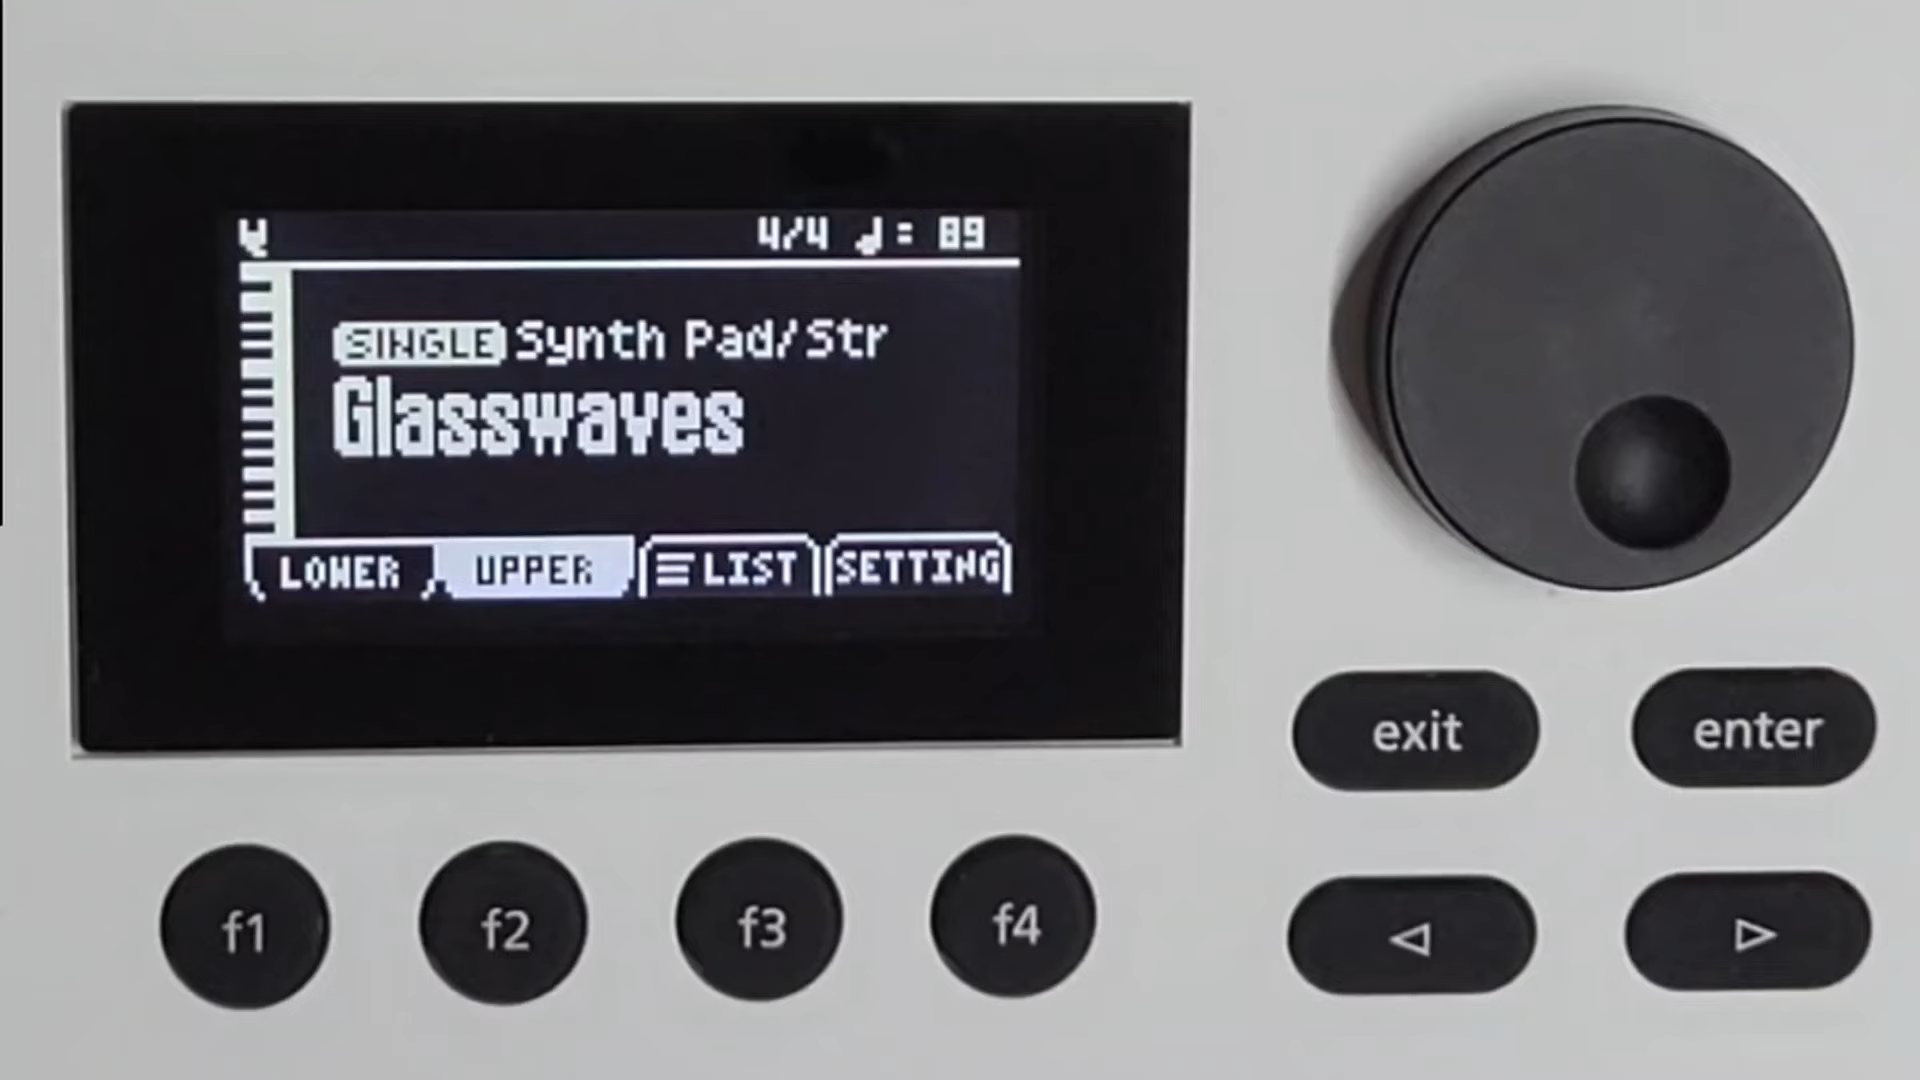 4/4 ♩= 89
SINGLE Synth Pad/Str
Glasswaves
LOWER UPPER LIST SETTING
exit enter
f1 f2 f3 f4